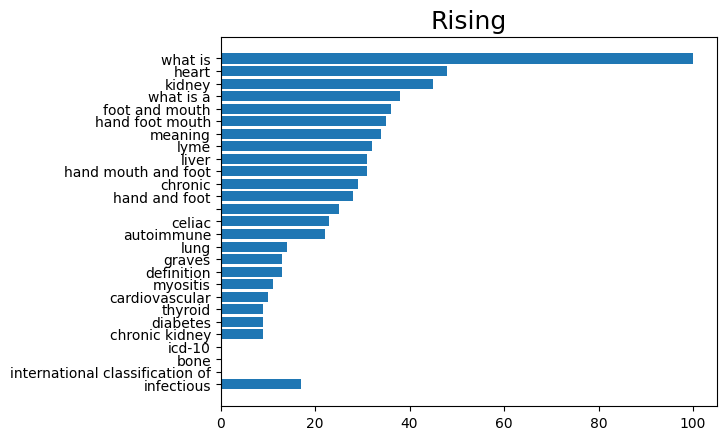 Rising
what is
heart
kidney
what is a
foot and mouth
hand foot mouth
meaning
lyme
liver
hand mouth and foot
chronic
hand and foot
celiac
autoimmune
lung
graves
definition
myositis
cardiovascular
thyroid
diabetes
chronic kidney
icd-10
bone
international classification of
infectious
0 20 40 60 80 100